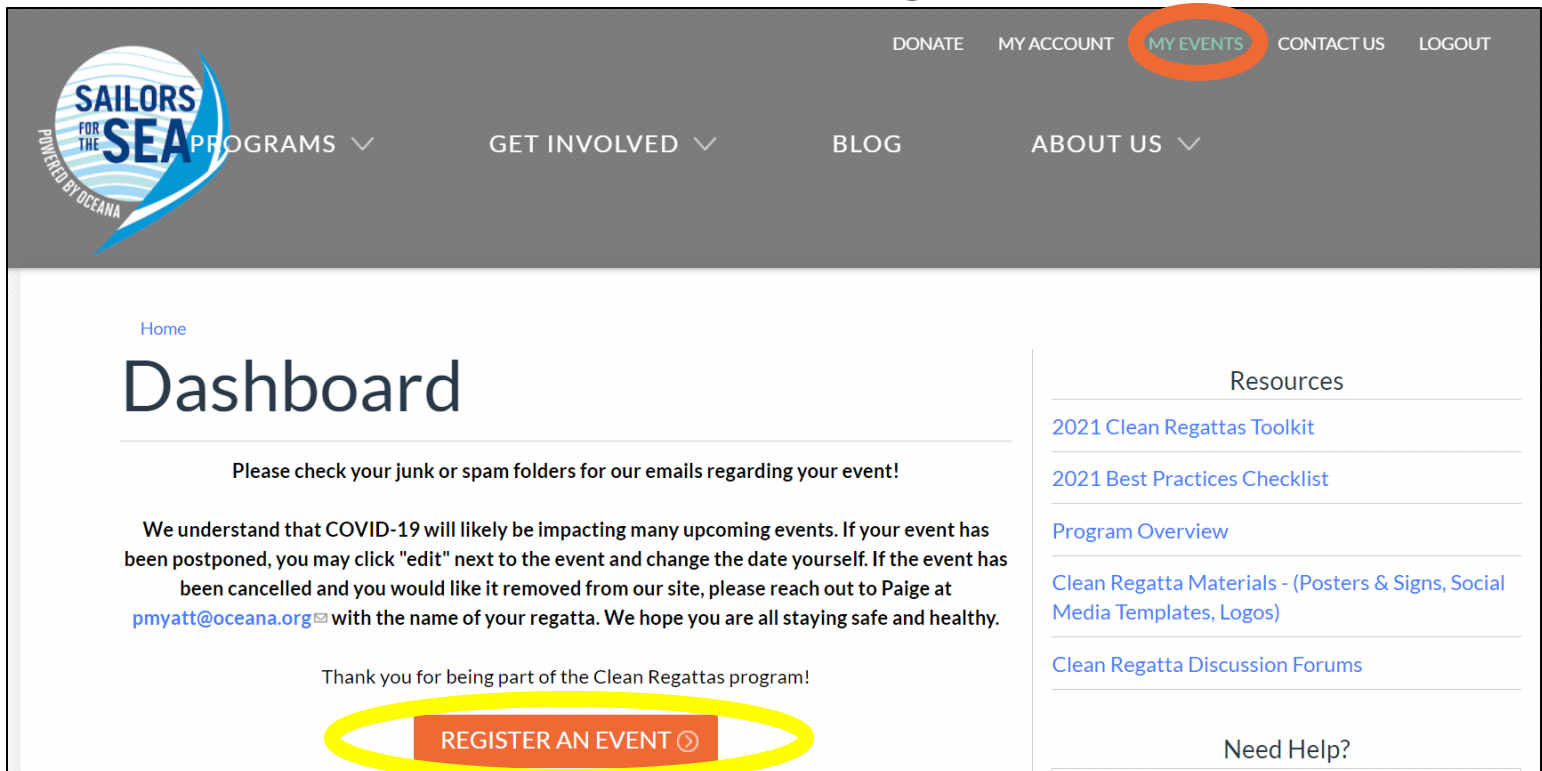 DONATE MY ACCOUNT MY EVENTS CONTACT US LOGOUT
SAILORS
FOR
THE
SEA
POWERED BY OCEANA
PROGRAMS GET INVOLVED BLOG ABOUT US
Home
Dashboard
Please check your junk or spam folders for our emails regarding your event!
We understand that COVID-19 will likely be impacting many upcoming events. If your event has
been postponed, you may click "edit" next to the event and change the date yourself. If the event has
been cancelled and you would like it removed from our site, please reach out to Paige at
pmyatt@oceana.org with the name of your regatta. We hope you are all staying safe and healthy.
Thank you for being part of the Clean Regattas program!
REGISTER AN EVENT
Resources
2021 Clean Regattas Toolkit
2021 Best Practices Checklist
Program Overview
Clean Regatta Materials - (Posters & Signs, Social
Media Templates, Logos)
Clean Regatta Discussion Forums
Need Help?